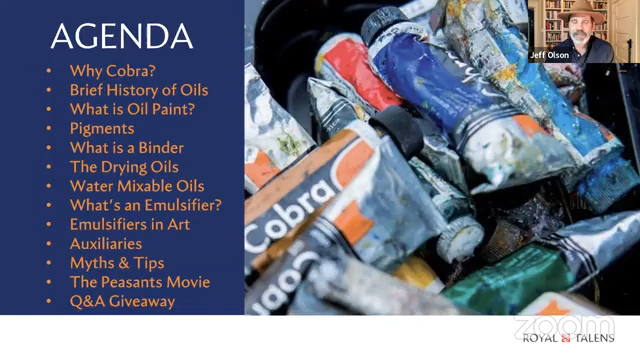 AGENDA
• Why Cobra?
• Brief History of Oils
• What is Oil Paint?
• Pigments
• What is a Binder
• The Drying Oils
• Water Mixable Oils
• What's an Emulsifier?
• Emulsifiers in Art
• Auxiliaries
• Myths & Tips
• The Peasants Movie
• Q&A Giveaway
Jeff Olson
Cobra
Cobra
zoom
ROYAL TALENS